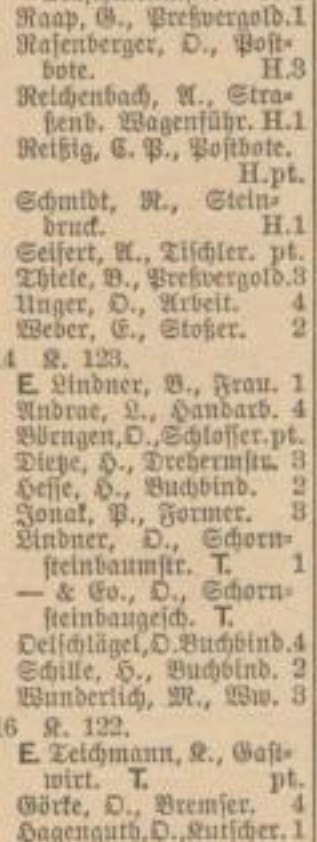 Raap, G., Preßvergold.1
Rasenberger, O., Post-
bote. H.3
Reichenbach, A., Stra-
ßenb. Wagenführ. H.1
Reißig, C. P., Postbote.
H.pt.
Schmidt, R., Stein-
druck. H.1
Seifert, A., Tischler. pt.
Thiele, B., Preßvergold.3
Unger, O., Arbeit. 4
Weber, E., Stoßer. 2
4 K. 123.
E Lindner, B., Frau. 1
Andrae, L., Handarb. 4
Börngen,O.,Schlosser.pt.
Dietze, H., Drehermstr. 3
Hesse, H., Buchbind. 2
Jonak, P., Former. 3
Lindner, O., Schorn-
steinbaumstr. T. 1
— & Co., O., Schorn-
steinbaugesch. T.
Oelschlägel,O.Buchbind.4
Schille, H., Buchbind. 2
Wunderlich, M., Ww. 3
6 K. 122.
E Teichmann, K., Gast-
wirt. T. pt.
Görke, O., Bremser. 4
Hagenguth,O.,Kutscher.1